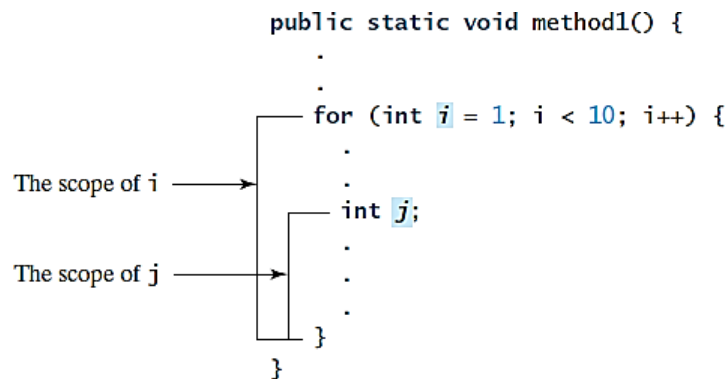 public static void method1() {
.
.
for (int i = 1; i < 10; i++) {
.
.
The scope of i
int j;
.
The scope of j
.
.
}
}